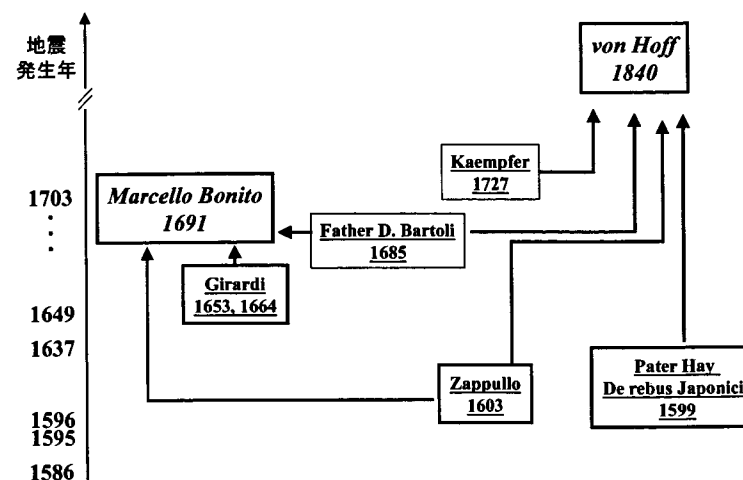 地震
発生年
von Hoff
1840
Kaempfer
1727
1703
Marcello Bonito
1691
Father D. Bartoli
1685
Girardi
1653, 1664
1649
1637
Zappullo
1603
Pater Hay
De rebus Japonici
1599
1596
1595
1586